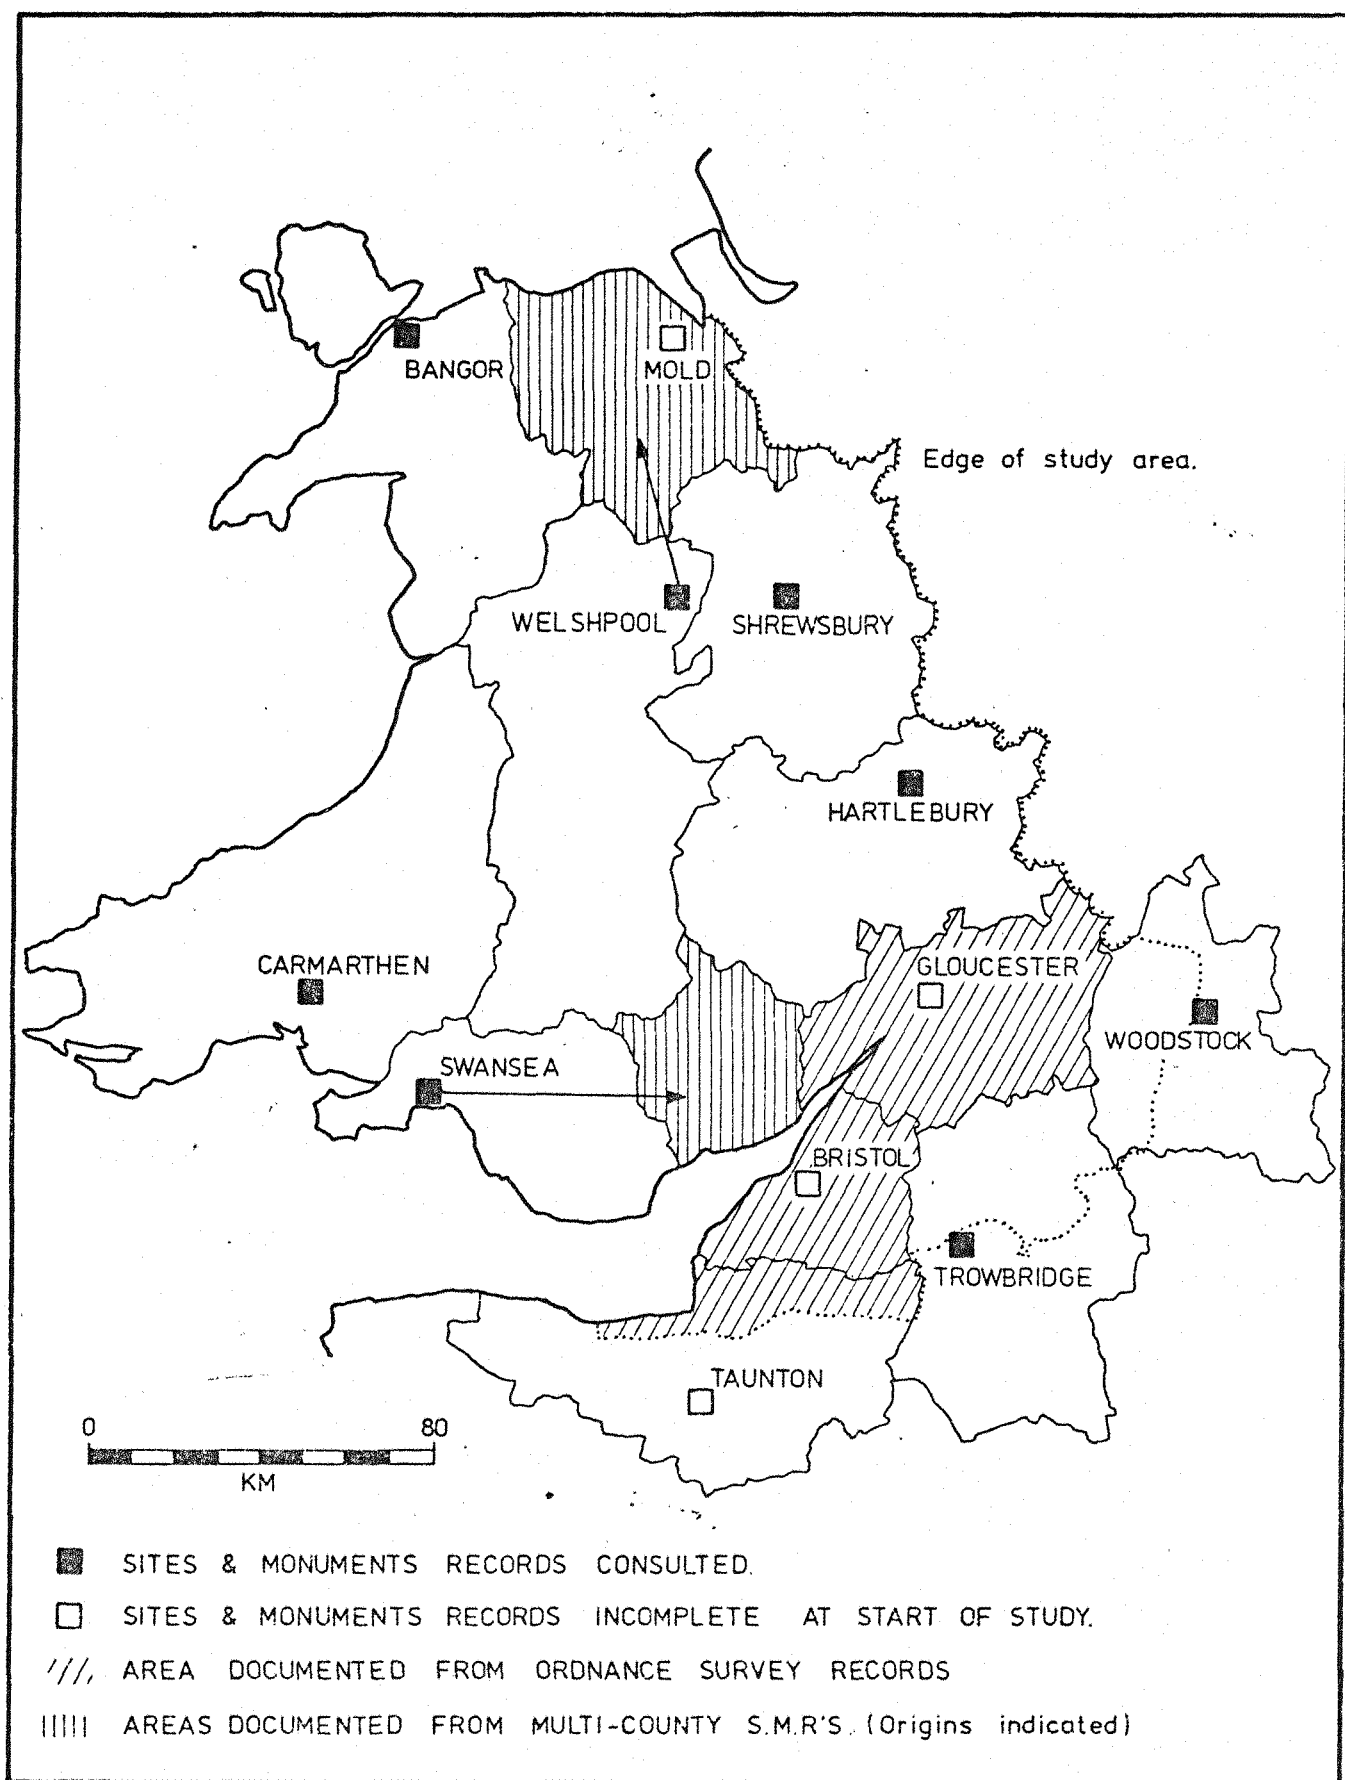 BANGOR
MOLD
Edge of study area.
WELSHPOOL
SHREWSBURY
HARTLEBURY
CARMARTHEN
GLOUCESTER
WOODSTOCK
SWANSEA
BRISTOL
TROWBRIDGE
TAUNTON
0 80
KM
SITES & MONUMENTS RECORDS CONSULTED.
SITES & MONUMENTS RECORDS INCOMPLETE AT START OF STUDY.
AREA DOCUMENTED FROM ORDNANCE SURVEY RECORDS
AREAS DOCUMENTED FROM MULTI-COUNTY S.M.R'S. (Origins indicated)